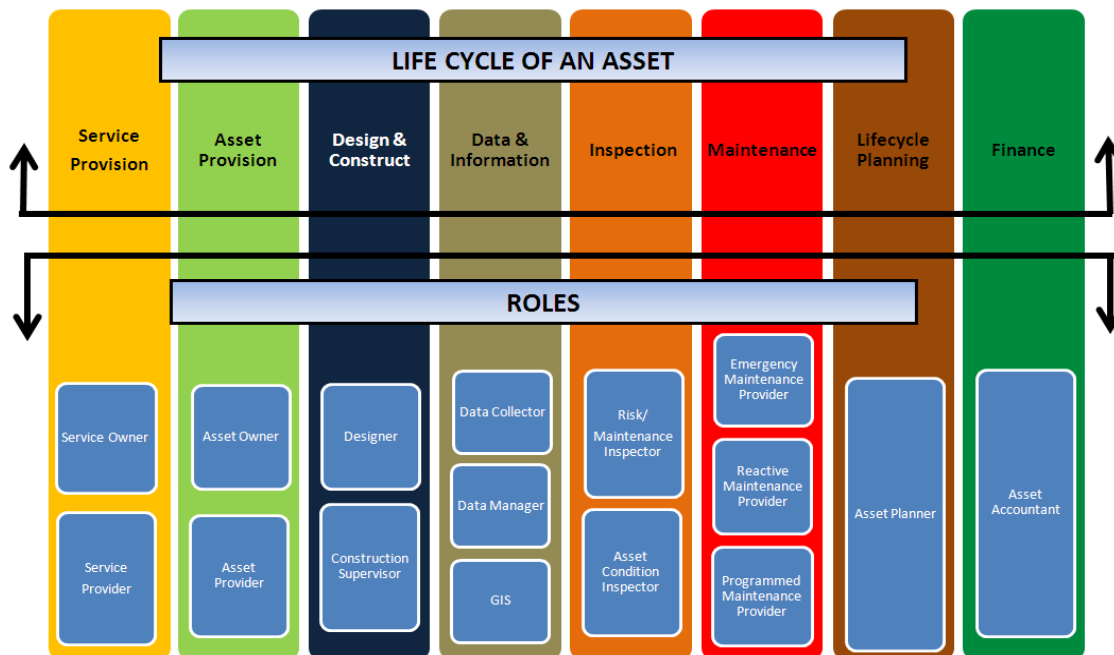 LIFE CYCLE OF AN ASSET
Service
Provision
Asset
Provision
Design &
Construct
Data &
Information
Inspection
Maintenance
Lifecycle
Planning
Finance
ROLES
Service Owner
Service
Provider
Asset Owner
Asset
Provider
Designer
Construction
Supervisor
Data Collector
Data Manager
GIS
Risk/
Maintenance
Inspector
Asset
Condition
Inspector
Emergency
Maintenance
Provider
Reactive
Maintenance
Provider
Programmed
Maintenance
Provider
Asset Planner
Asset
Accountant